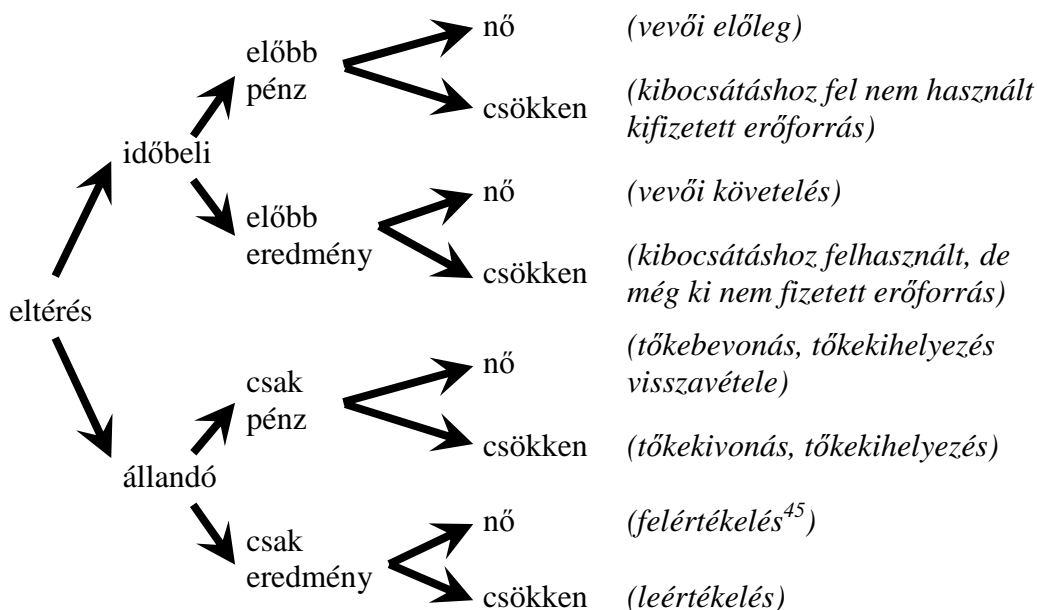 nő (vevői előleg)
előbb
pénz
csökken (kibocsátáshoz fel nem használt
kifizetett erőforrás)
időbeli
nő (vevői követelés)
előbb
eredmény
csökken (kibocsátáshoz felhasznált, de
még ki nem fizetett erőforrás)
eltérés
nő (tőkebevonás, tőkekihelyezés
visszavétele)
csak
pénz
csökken (tőkekivonás, tőkekihelyezés)
állandó
nő (felértékelés45)
csak
eredmény
csökken (leértékelés)